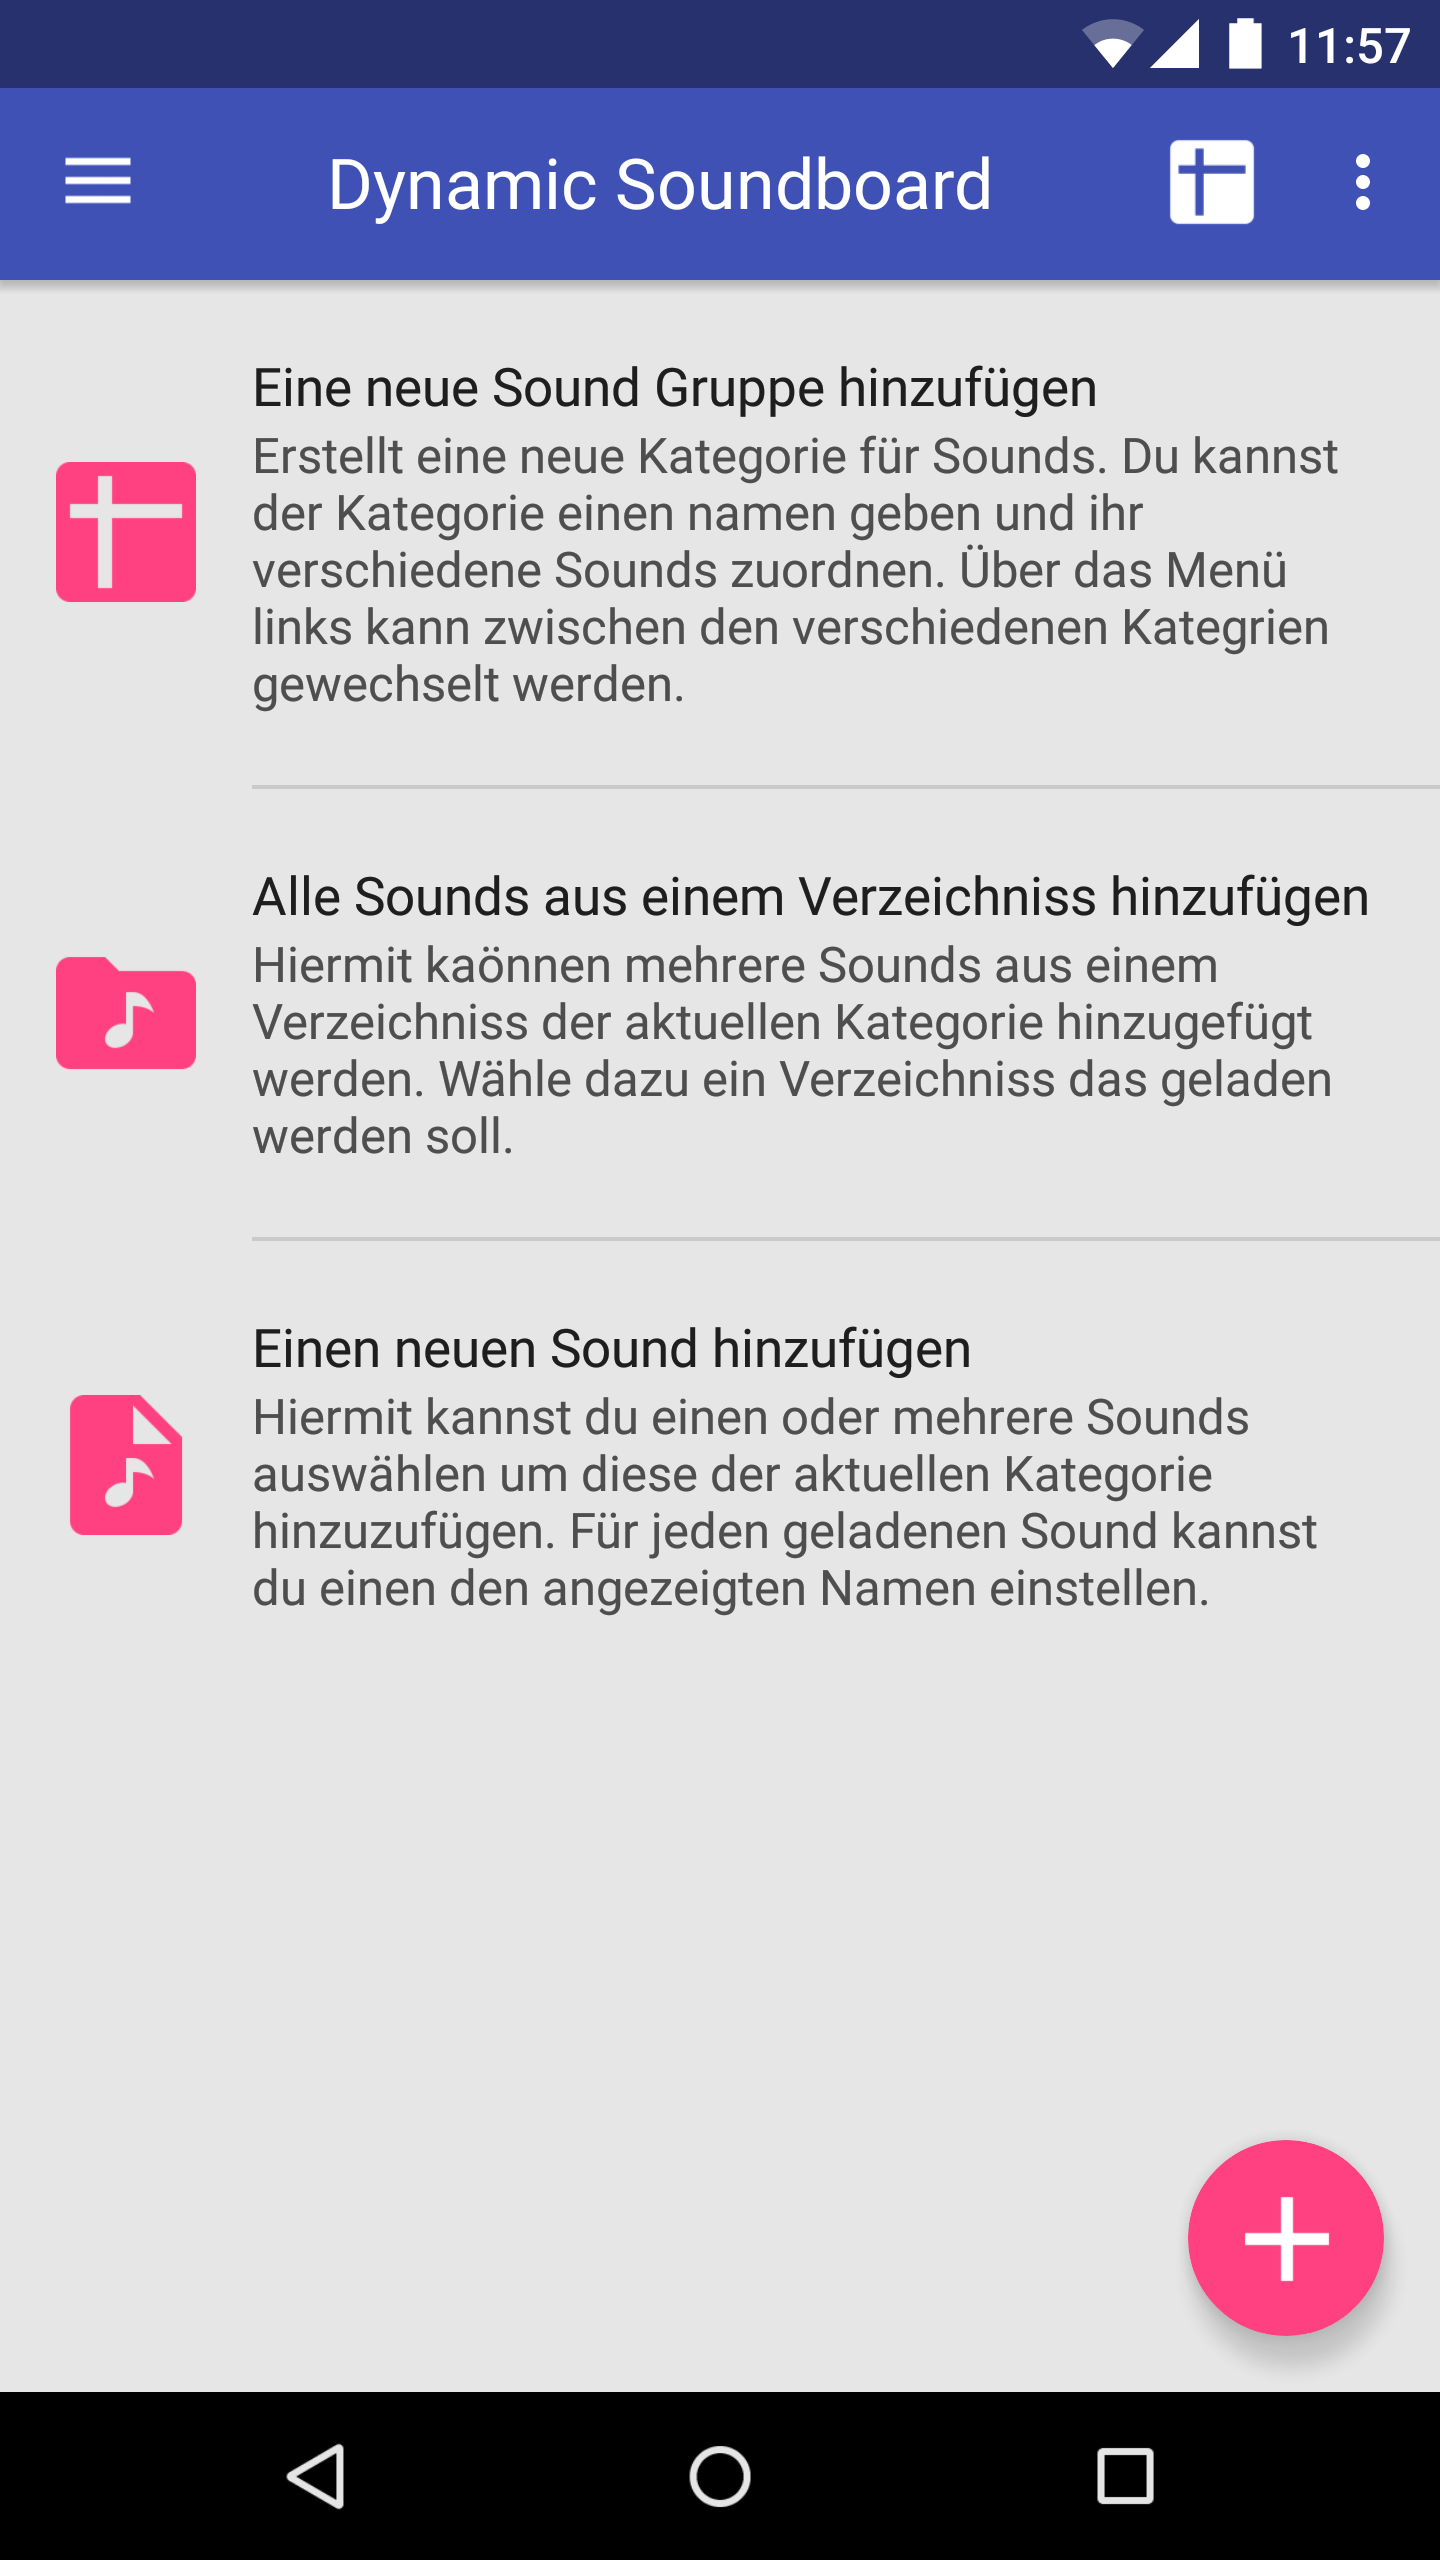 11:57
Dynamic Soundboard
Eine neue Sound Gruppe hinzufügen
Erstellt eine neue Kategorie für Sounds. Du kannst
der Kategorie einen namen geben und ihr
verschiedene Sounds zuordnen. Über das Menü
links kann zwischen den verschiedenen Kategrien
gewechselt werden.
Alle Sounds aus einem Verzeichniss hinzufügen
Hiermit kaönnen mehrere Sounds aus einem
Verzeichniss der aktuellen Kategorie hinzugefügt
werden. Wähle dazu ein Verzeichniss das geladen
werden soll.
Einen neuen Sound hinzufügen
Hiermit kannst du einen oder mehrere Sounds
auswählen um diese der aktuellen Kategorie
hinzuzufügen. Für jeden geladenen Sound kannst
du einen den angezeigten Namen einstellen.